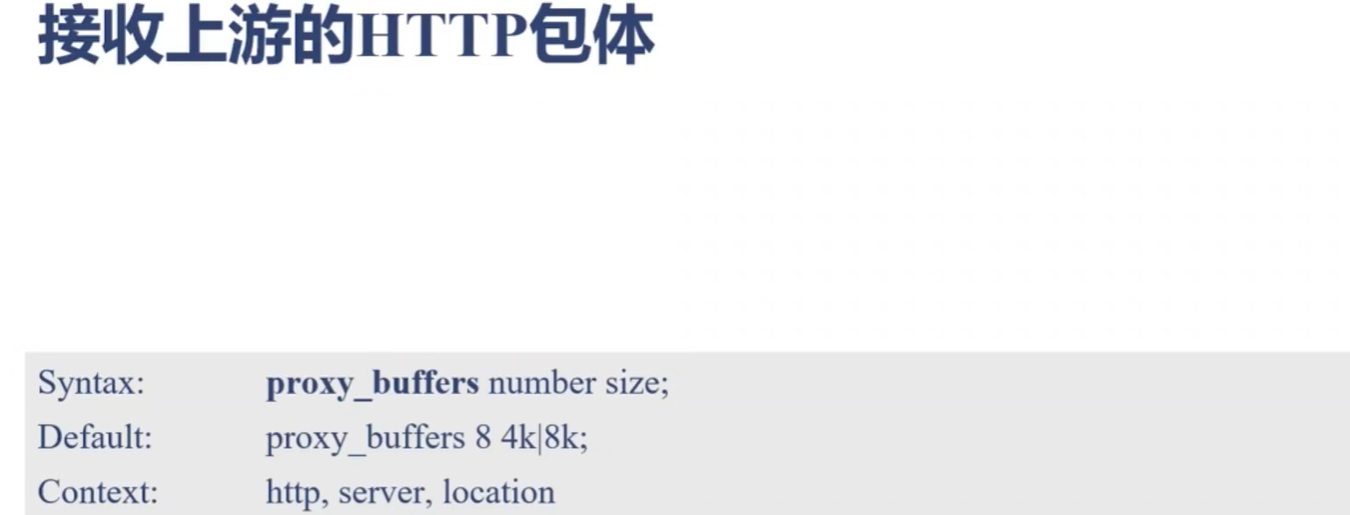 接收上游的HTTP包体
Syntax: proxy_buffers number size;
Default: proxy_buffers 8 4k|8k;
Context: http, server, location